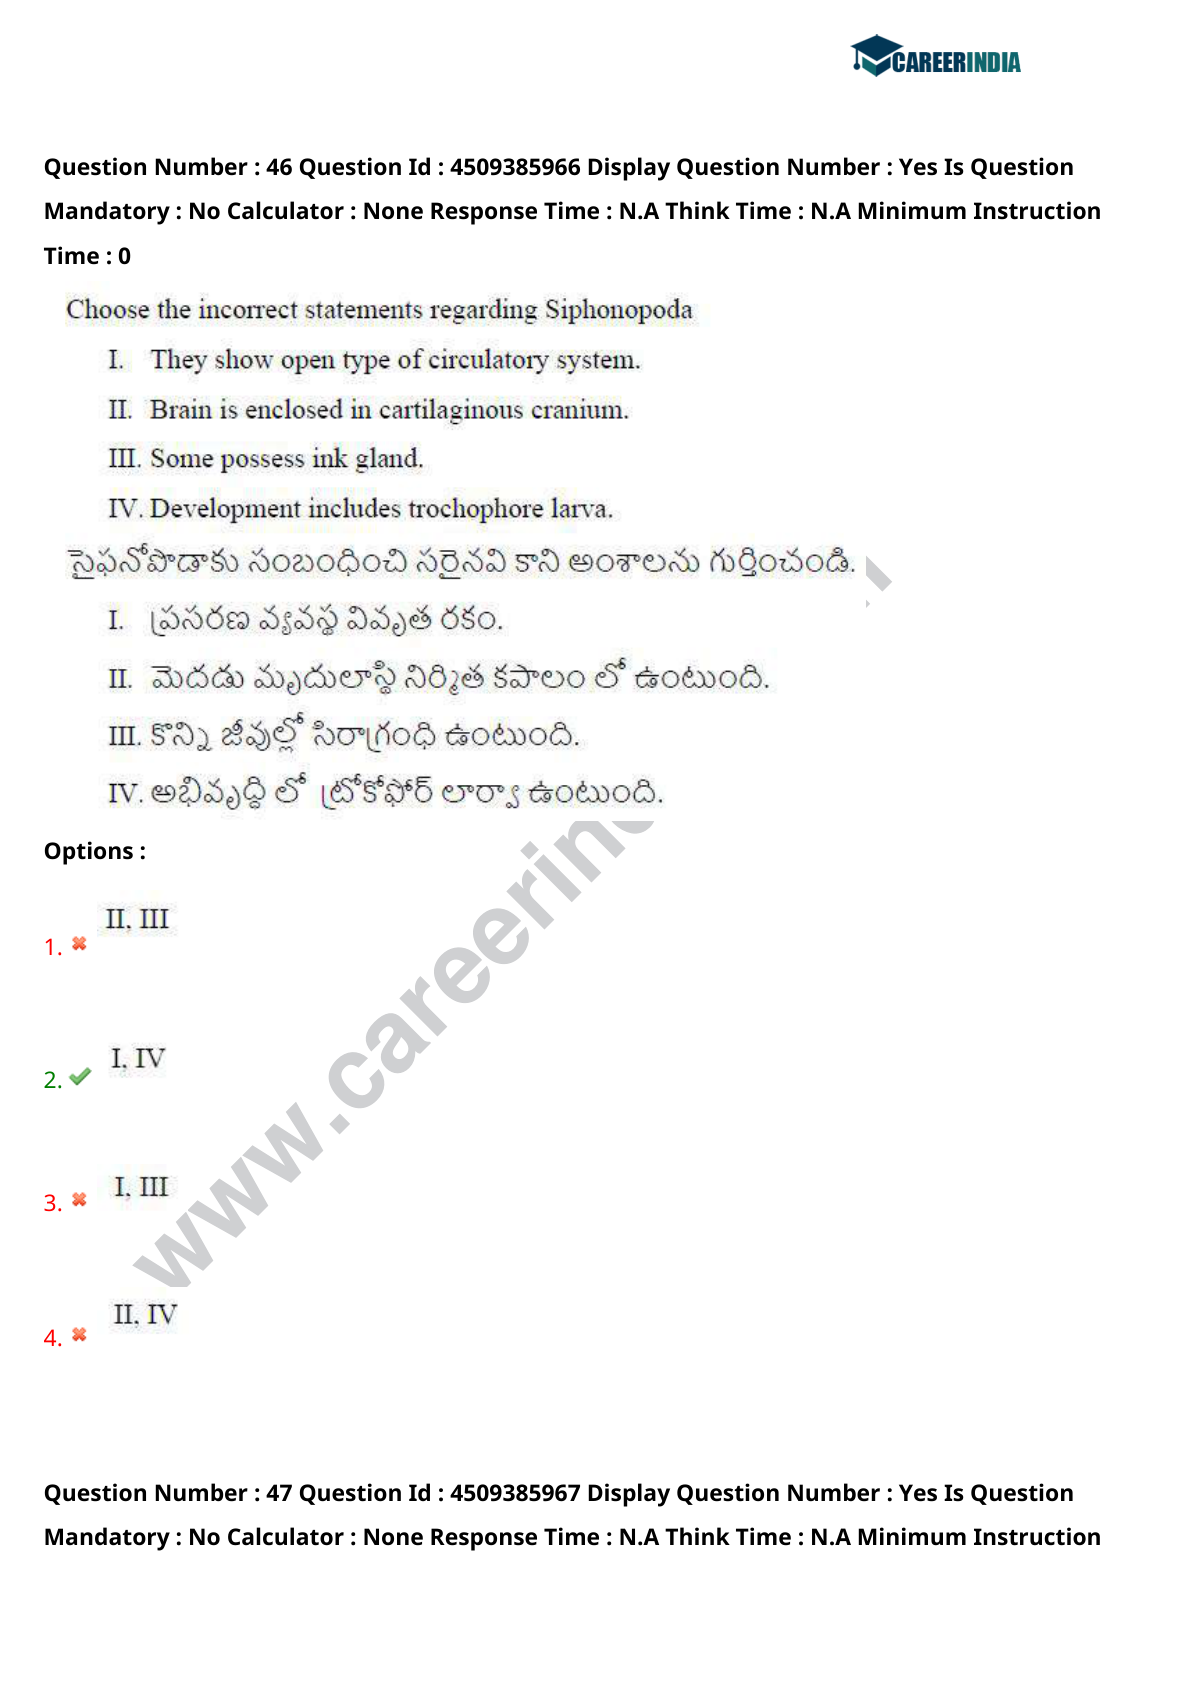 CAREERINDIA
Question Number : 46 Question Id : 4509385966 Display Question Number : Yes Is Question
Mandatory : No Calculator : None Response Time : N.A Think Time : N.A Minimum Instruction
Time : 0
Choose the incorrect statements regarding Siphonopoda
I. They show open type of circulatory system.
II. Brain is enclosed in cartilaginous cranium.
III. Some possess ink gland.
IV. Development includes trochophore larva.
సైఫనోపొడాకు సంబంధించి సరైనవి కాని అంశాలను గుర్తించండి.
I. ప్రసరణ వ్యవస్థ వివృత రకం.
II. మెదడు మృదులాస్థి నిర్మిత కపాలం లో ఉంటుంది.
III. కొన్ని జీవుల్లో సిరాగ్రంధి ఉంటుంది.
IV. అభివృద్ధి లో ట్రోకోఫోర్ లార్వా ఉంటుంది.
Options :
II, III
1.
I, IV
2.
I, III
3.
II, IV
4.
www.careerind
Question Number : 47 Question Id : 4509385967 Display Question Number : Yes Is Question
Mandatory : No Calculator : None Response Time : N.A Think Time : N.A Minimum Instruction